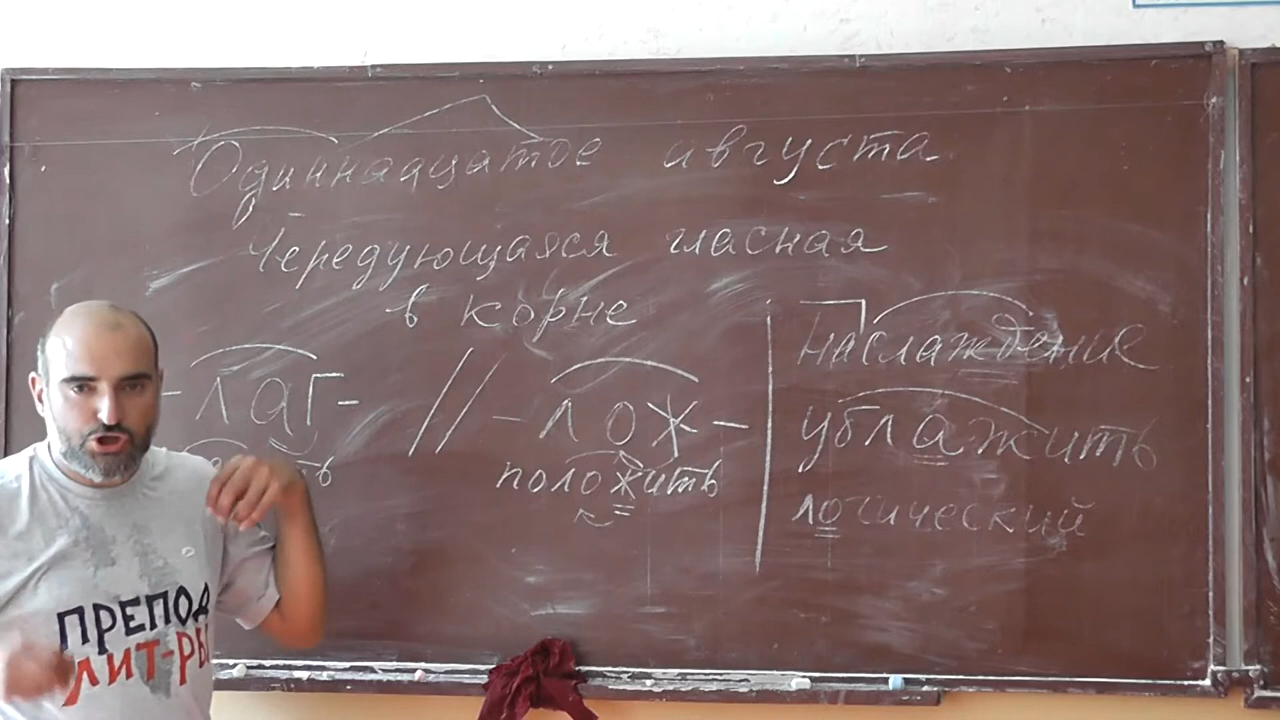 Одиннадцатое августа
Чередующаяся гласная
в корне
-лаг- // -лож-
положить
наслаждение
ублажить
логический
ПРЕПОД
ЛИТ-РЫ